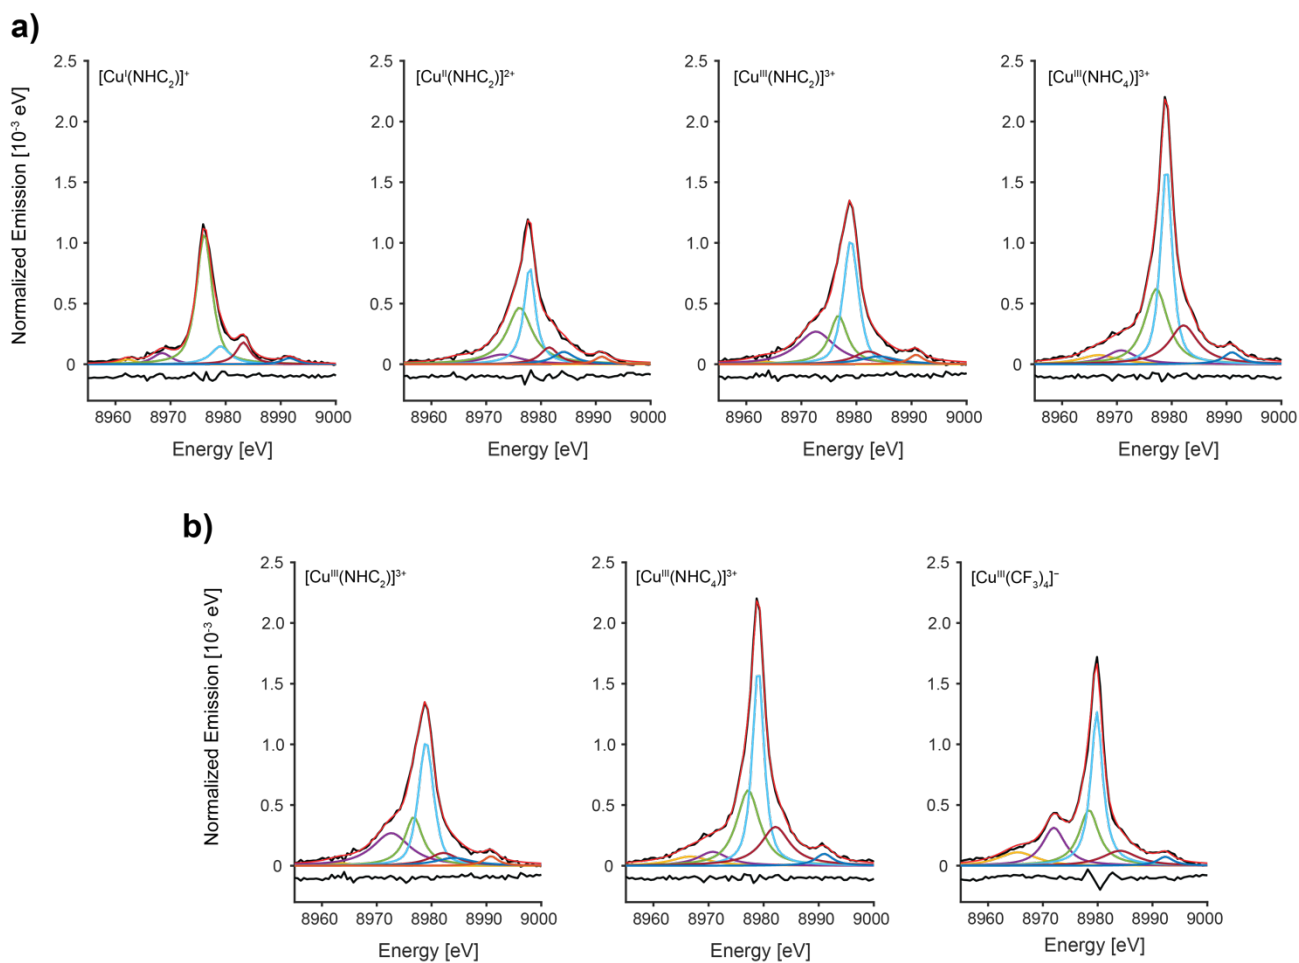 a)
[Cuᴵ(NHC₂)]⁺
[Cuᴵᴵ(NHC₂)]²⁺
[Cuᴵᴵᴵ(NHC₂)]³⁺
[Cuᴵᴵᴵ(NHC₄)]³⁺
Normalized Emission [10⁻³ eV]
2.5
2.0
1.5
1.0
0.5
0
2.5
2.0
1.5
1.0
0.5
0
2.5
2.0
1.5
1.0
0.5
0
2.5
2.0
1.5
1.0
0.5
0
8960 8970 8980 8990 9000
8960 8970 8980 8990 9000
8960 8970 8980 8990 9000
8960 8970 8980 8990 9000
Energy [eV]
Energy [eV]
Energy [eV]
Energy [eV]
b)
[Cuᴵᴵᴵ(NHC₂)]³⁺
[Cuᴵᴵᴵ(NHC₄)]³⁺
[Cuᴵᴵᴵ(CF₃)₄]⁻
Normalized Emission [10⁻³ eV]
2.5
2.0
1.5
1.0
0.5
0
2.5
2.0
1.5
1.0
0.5
0
2.5
2.0
1.5
1.0
0.5
0
8960 8970 8980 8990 9000
8960 8970 8980 8990 9000
8960 8970 8980 8990 9000
Energy [eV]
Energy [eV]
Energy [eV]